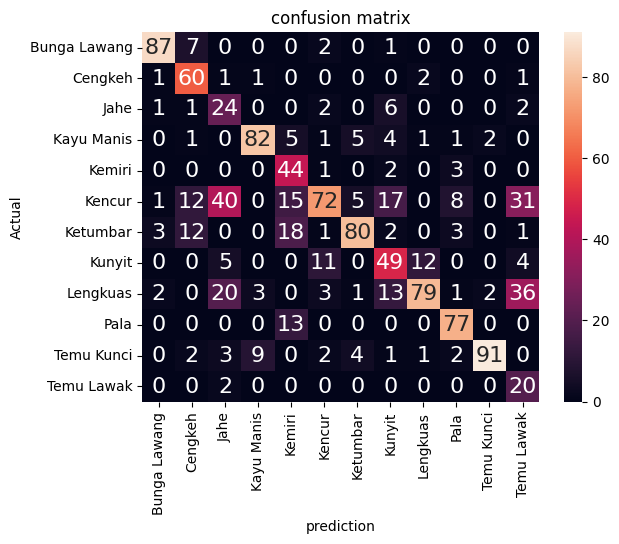 confusion matrix
Bunga Lawang 87 7 0 0 0 2 0 1 0 0 0 0
Cengkeh 1 60 1 1 0 0 0 0 2 0 0 1
Jahe 1 1 24 0 0 2 0 6 0 0 0 2
Kayu Manis 0 1 0 82 5 1 5 4 1 1 2 0
Kemiri 0 0 0 0 44 1 0 2 0 3 0 0
Kencur 1 12 40 0 15 72 5 17 0 8 0 31
Ketumbar 3 12 0 0 18 1 80 2 0 3 0 1
Kunyit 0 0 5 0 0 11 0 49 12 0 0 4
Lengkuas 2 0 20 3 0 3 1 13 79 1 2 36
Pala 0 0 0 0 13 0 0 0 0 77 0 0
Temu Kunci 0 2 3 9 0 2 4 1 1 2 91 0
Temu Lawak 0 0 2 0 0 0 0 0 0 0 0 20
Actual
Bunga Lawang
Cengkeh
Jahe
Kayu Manis
Kemiri
Kencur
Ketumbar
Kunyit
Lengkuas
Pala
Temu Kunci
Temu Lawak
prediction
80
60
40
20
0